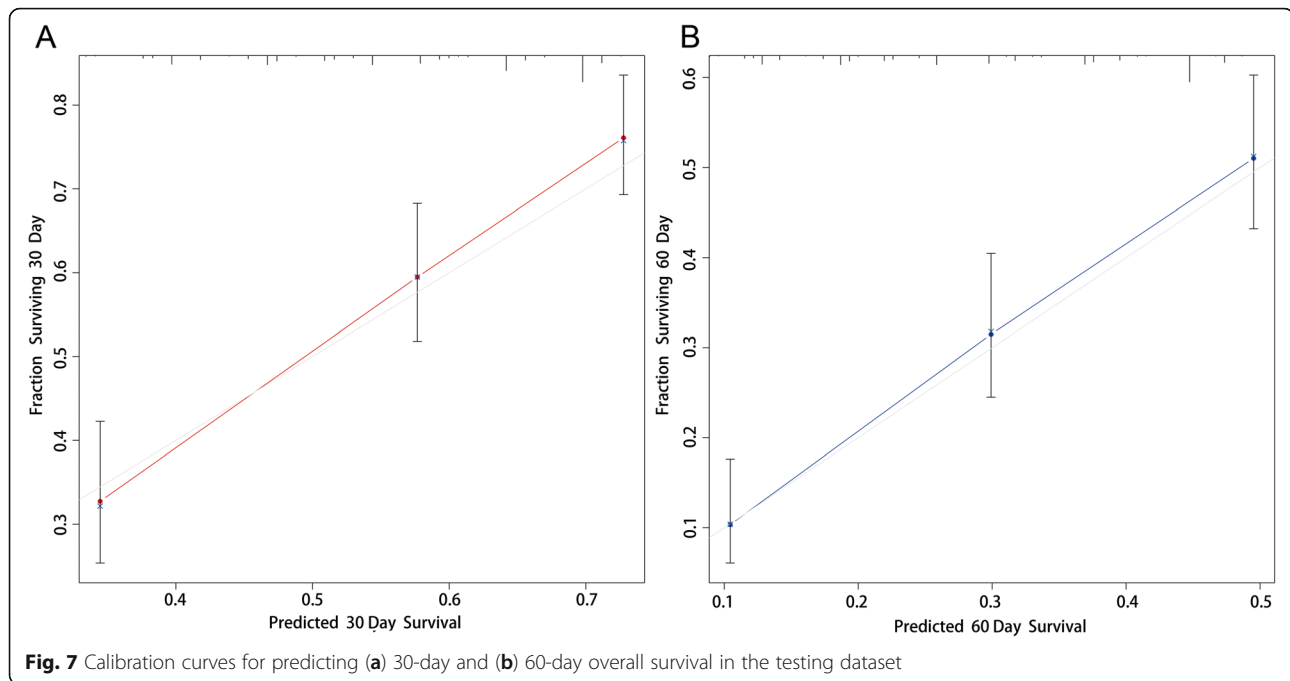 A
B
Fraction Surviving 30 Day
0.8
0.7
0.6
0.5
0.4
0.3
0.4 0.5 0.6 0.7
Predicted 30 Day Survival
Fraction Surviving 60 Day
0.6
0.5
0.4
0.3
0.2
0.1
0.1 0.2 0.3 0.4 0.5
Predicted 60 Day Survival
Fig. 7 Calibration curves for predicting (a) 30-day and (b) 60-day overall survival in the testing dataset